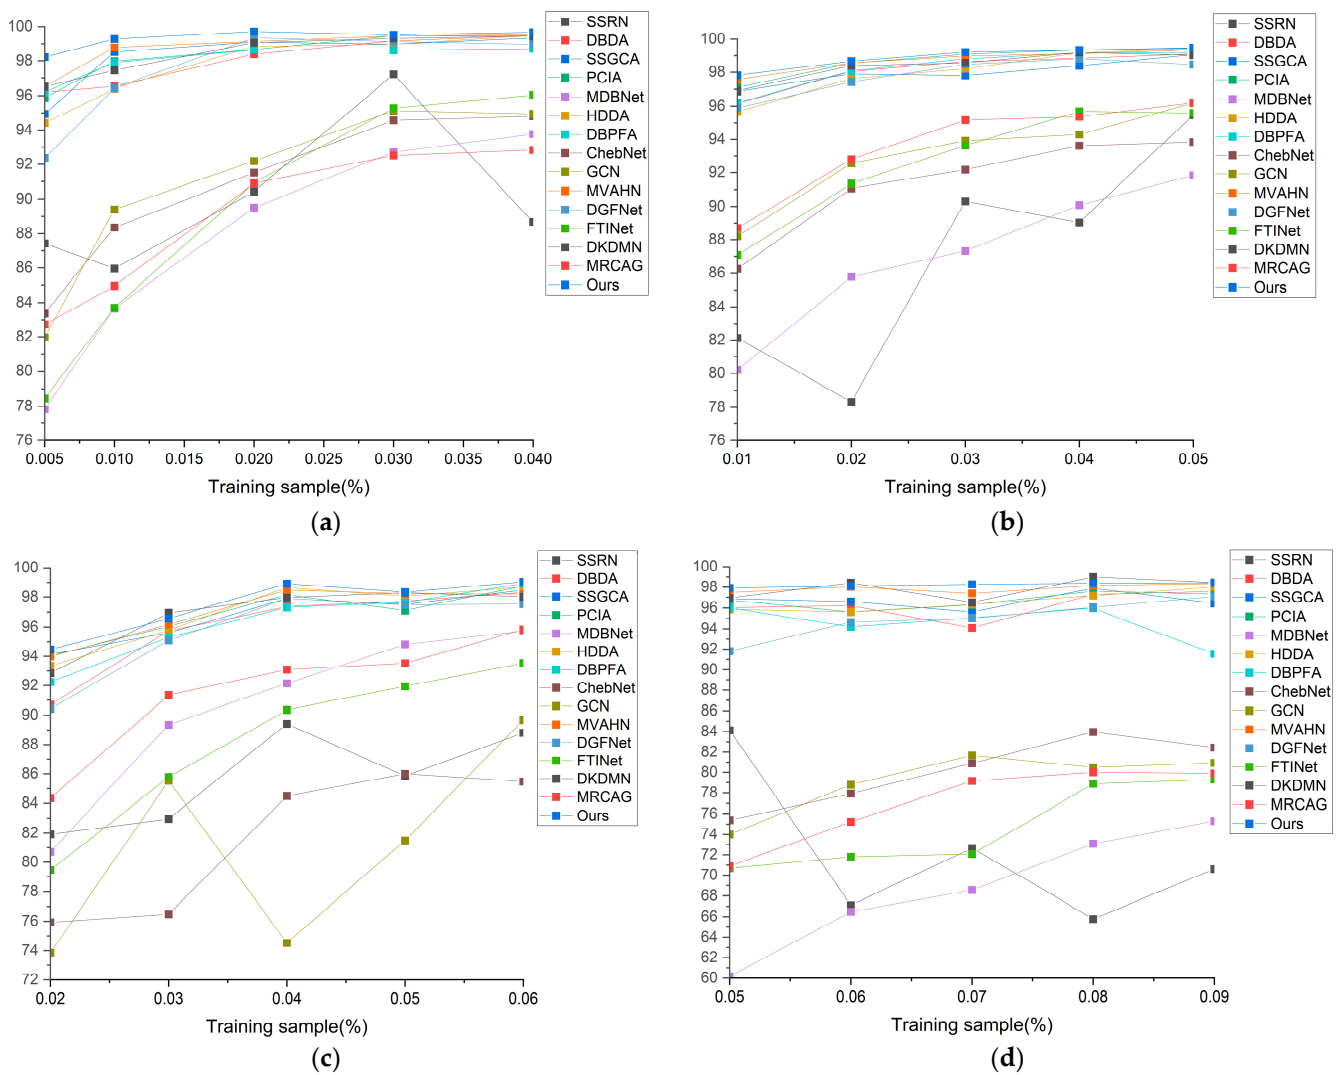 100
98
96
94
92
90
88
86
84
82
80
78
76
0.005 0.010 0.015 0.020 0.025 0.030 0.035 0.040
Training sample(%)
(a)
SSRN
DBDA
SSGCA
PCIA
MDBNet
HDDA
DBPFA
ChebNet
GCN
MVAHN
DGFNet
FTINet
DKDMN
MRCAG
Ours
100
98
96
94
92
90
88
86
84
82
80
78
76
0.01 0.02 0.03 0.04 0.05
Training sample(%)
(b)
SSRN
DBDA
SSGCA
PCIA
MDBNet
HDDA
DBPFA
ChebNet
GCN
MVAHN
DGFNet
FTINet
DKDMN
MRCAG
Ours
100
98
96
94
92
90
88
86
84
82
80
78
76
74
72
0.02 0.03 0.04 0.05 0.06
Training sample(%)
(c)
SSRN
DBDA
SSGCA
PCIA
MDBNet
HDDA
DBPFA
ChebNet
GCN
MVAHN
DGFNet
FTINet
DKDMN
MRCAG
Ours
100
98
96
94
92
90
88
86
84
82
80
78
76
74
72
70
68
66
64
62
60
0.05 0.06 0.07 0.08 0.09
Training sample(%)
(d)
SSRN
DBDA
SSGCA
PCIA
MDBNet
HDDA
DBPFA
ChebNet
GCN
MVAHN
DGFNet
FTINet
DKDMN
MRCAG
Ours